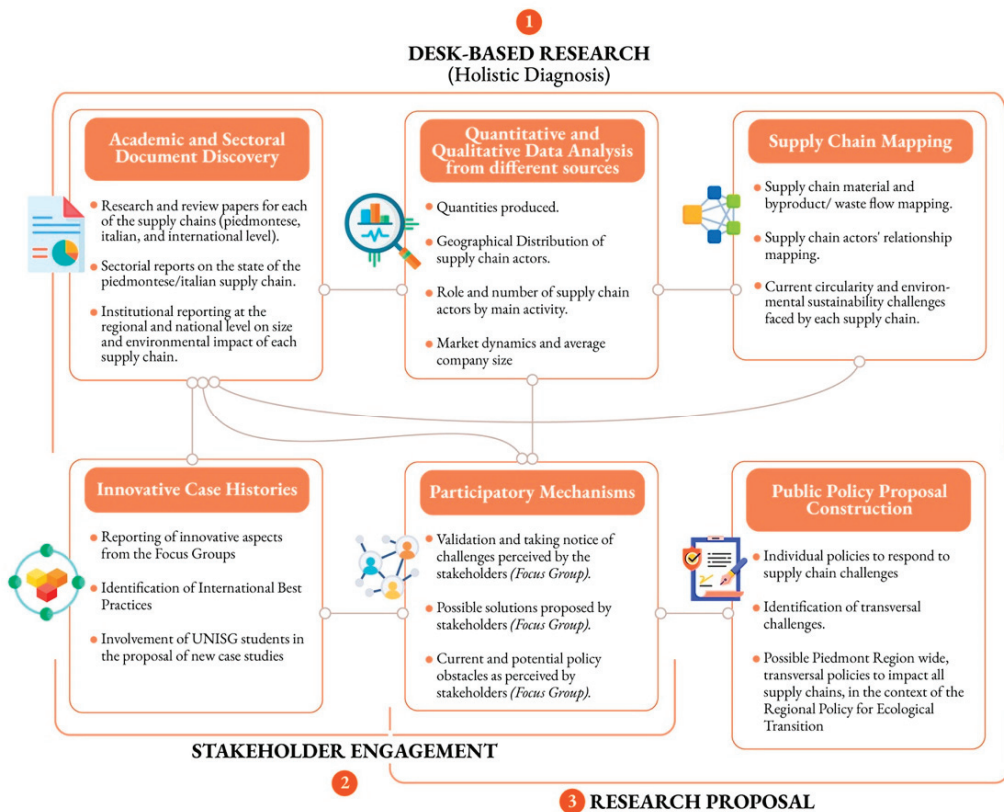 1
DESK-BASED RESEARCH
(Holistic Diagnosis)
Academic and Sectoral
Document Discovery
Research and review papers for each
of the supply chains (piedmontese,
italian, and international level).
Sectorial reports on the state of the
piedmontese/italian supply chain.
Institutional reporting at the
regional and national level on size
and environmental impact of each
supply chain.
Quantitative and
Qualitative Data Analysis
from different sources
Quantities produced.
Geographical Distribution of
supply chain actors.
Role and number of supply chain
actors by main activity.
Market dynamics and average
company size
Supply Chain Mapping
Supply chain material and
byproduct/ waste flow mapping.
Supply chain actors' relationship
mapping.
Current circularity and environ-
mental sustainability challenges
faced by each supply chain.
Innovative Case Histories
Reporting of innovative aspects
from the Focus Groups
Identification of International Best
Practices
Involvement of UNISG students in
the proposal of new case studies
Participatory Mechanisms
Validation and taking notice of
challenges perceived by the
stakeholders (Focus Group).
Possible solutions proposed by
stakeholders (Focus Group).
Current and potential policy
obstacles as perceived by
stakeholders (Focus Group).
Public Policy Proposal
Construction
Individual policies to respond to
supply chain challenges
Identification of transversal
challenges.
Possible Piedmont Region wide,
transversal policies to impact all
supply chains, in the context of the
Regional Policy for Ecological
Transition
STAKEHOLDER ENGAGEMENT
2
3 RESEARCH PROPOSAL